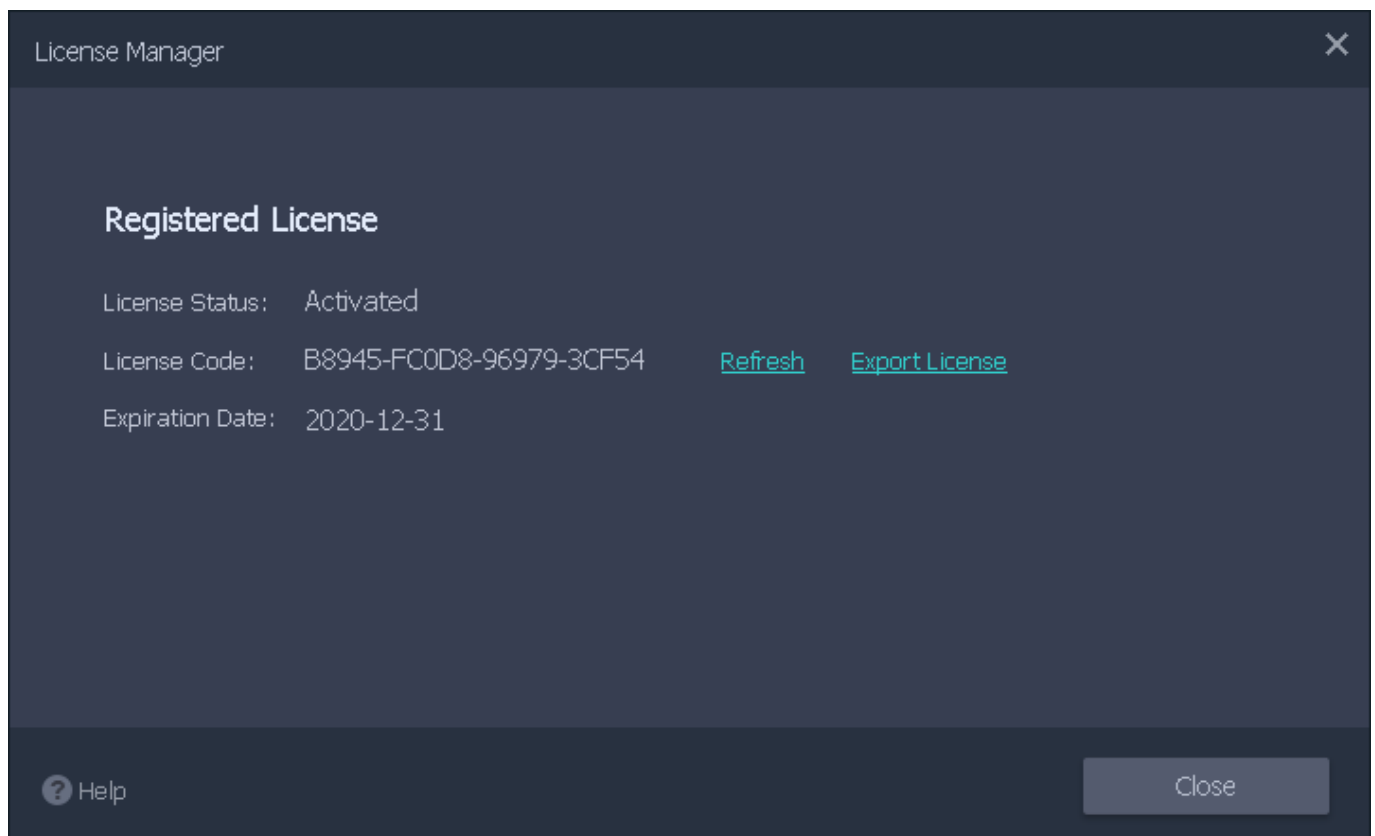 License Manager
Registered License
License Status: Activated
License Code: B8945-FC0D8-96979-3CF54 Refresh Export License
Expiration Date: 2020-12-31
? Help
Close